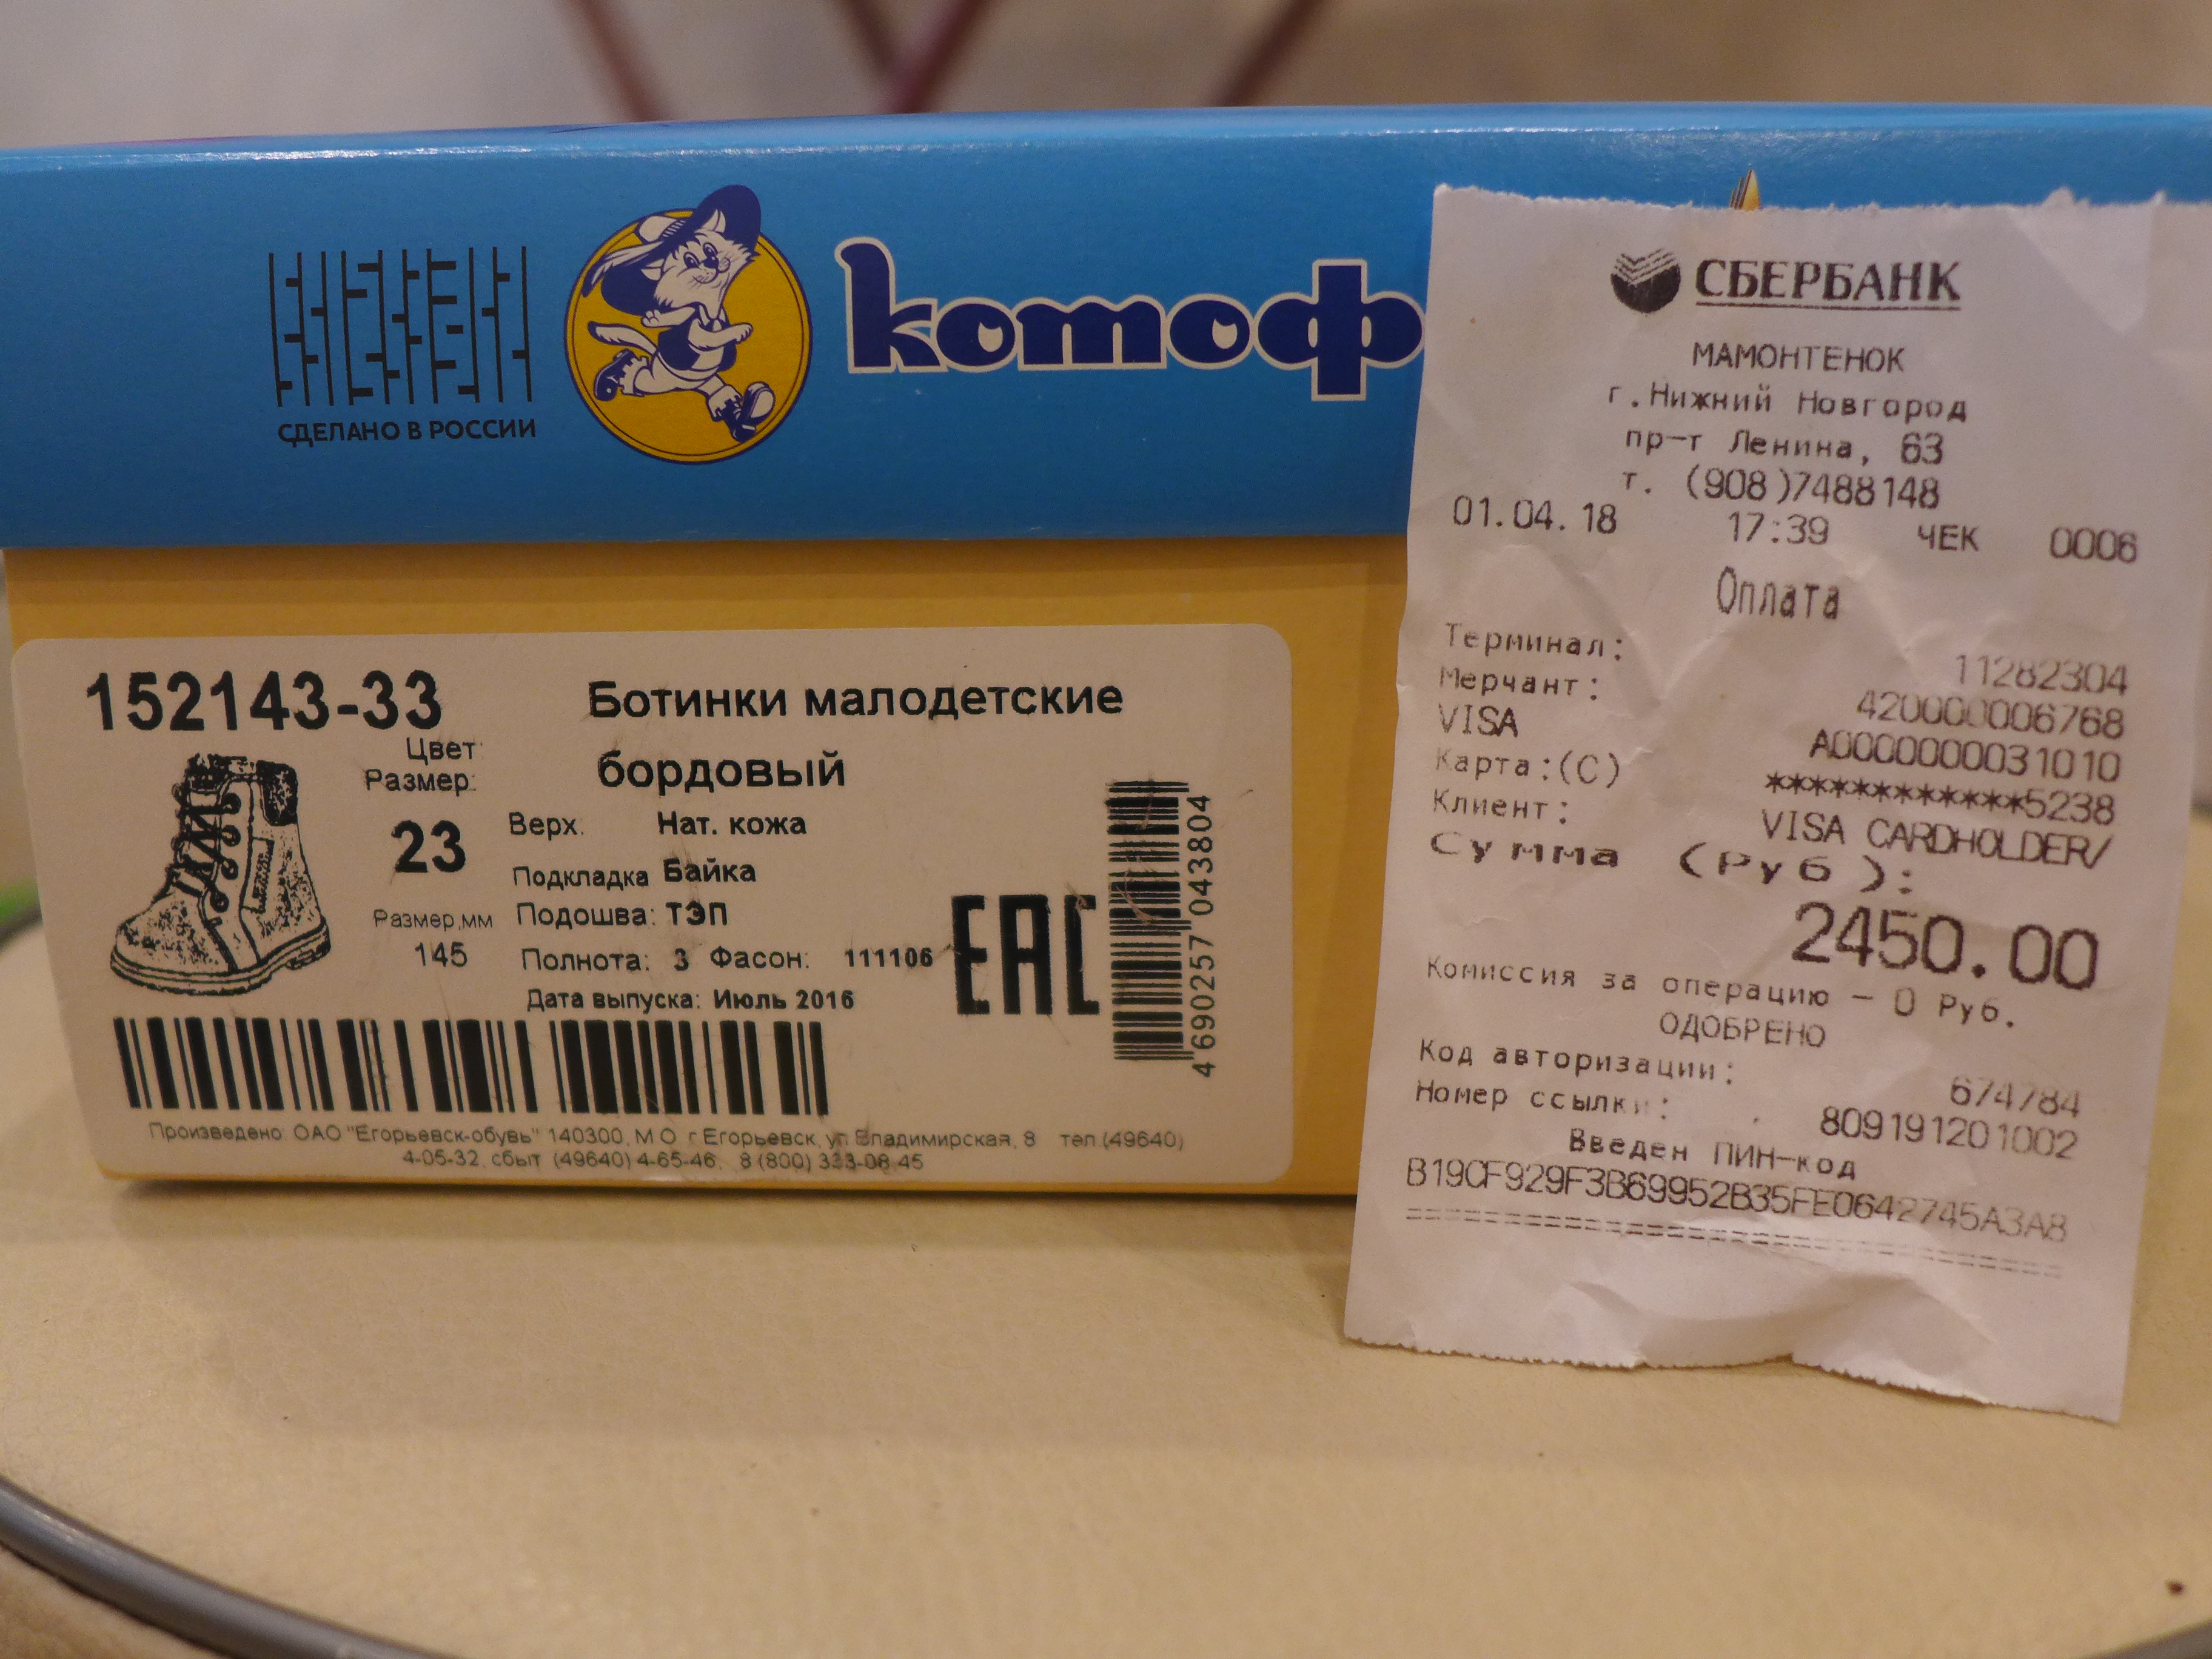 СДЕЛАНО В РОССИИ
котоф
152143-33
Ботинки малодетские
Цвет:
бордовый
Размер:
23
Верх. Нат. кожа
Подкладка Байка
Размер,мм
145
Подошва: ТЭП
Полнота: 3 Фасон: 111106
Дата выпуска: Июль 2016
EAC
4 690257 043804
Произведено: ОАО "Егорьевск-обувь" 140300, М.О. г.Егорьевск, ул. Владимирская, 8 тел.(49640)
4-05-32, сбыт (49640) 4-65-46, 8 (800) 333-08-45
СБЕРБАНК
МАМОНТЕНОК
г.Нижний Новгород
пр-т Ленина, 63
т. (908)7488148
01.04.18 17:39 ЧЕК 0006
Оплата
Терминал: 11282304
Мерчант: 420000006768
VISA A0000000031010
Карта:(C) ************5238
Клиент: VISA CARDHOLDER/
Сумма (Руб):
2450.00
Комиссия за операцию - 0 Руб.
ОДОБРЕНО
Код авторизации: 674784
Номер ссылки: 809191201002
Введен ПИН-код
B19CF929F3B69952B35FE0642745A3A8